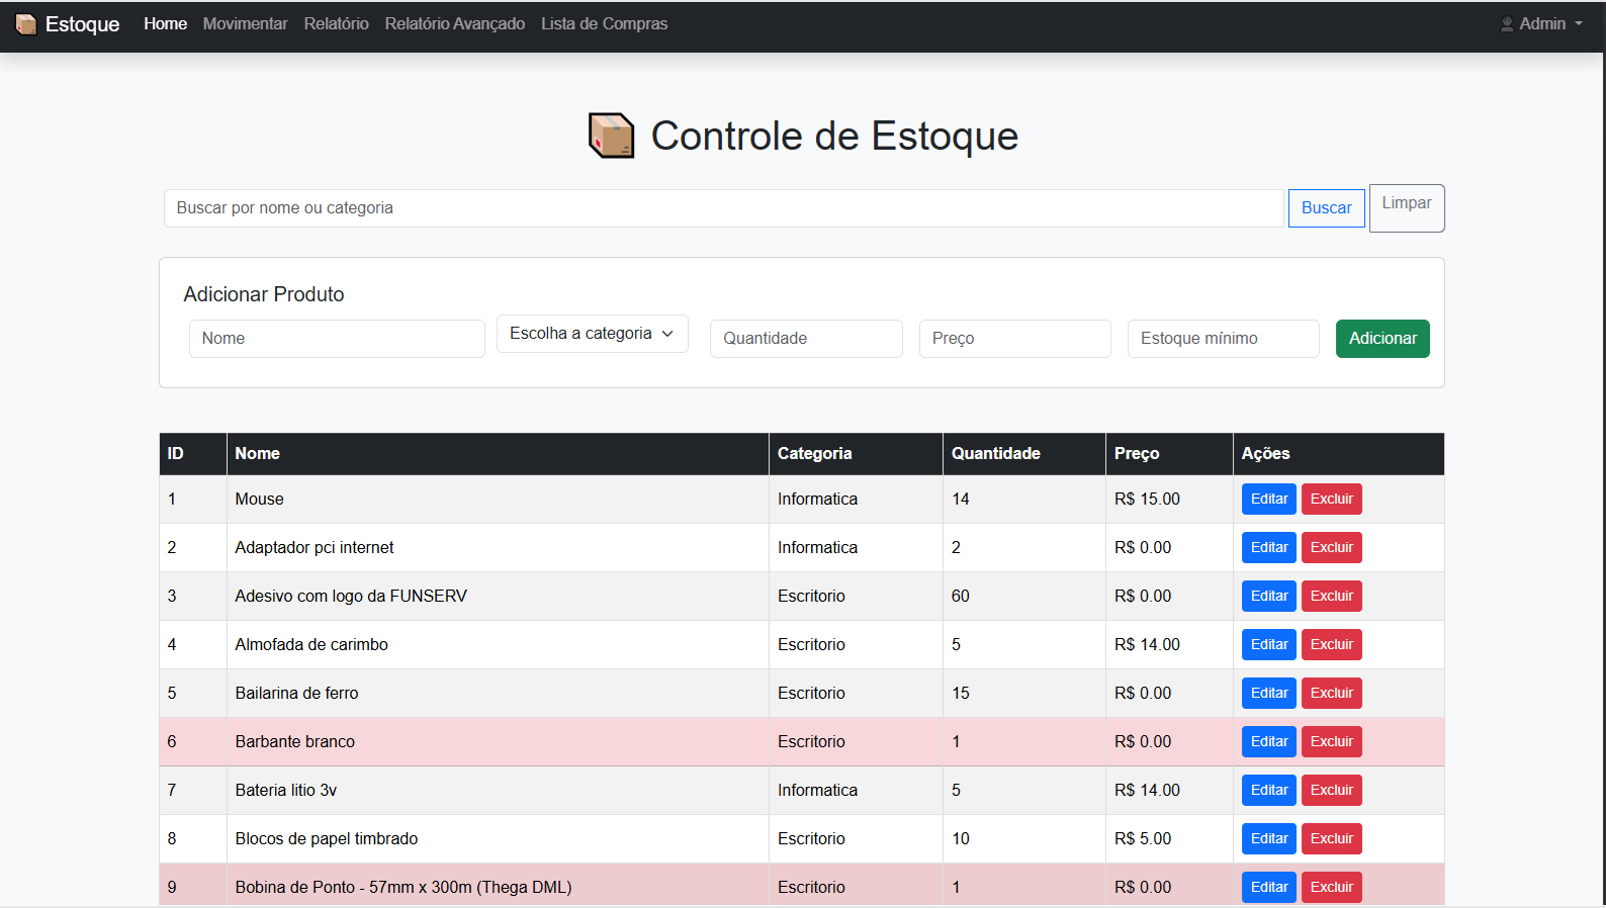 Estoque Home Movimentar Relatório Relatório Avançado Lista de Compras Admin
Controle de Estoque
Buscar por nome ou categoria Buscar Limpar
Adicionar Produto
Nome Escolha a categoria Quantidade Preço Estoque mínimo Adicionar
ID Nome Categoria Quantidade Preço Ações
1 Mouse Informatica 14 R$ 15.00 Editar Excluir
2 Adaptador pci internet Informatica 2 R$ 0.00 Editar Excluir
3 Adesivo com logo da FUNSERV Escritorio 60 R$ 0.00 Editar Excluir
4 Almofada de carimbo Escritorio 5 R$ 14.00 Editar Excluir
5 Bailarina de ferro Escritorio 15 R$ 0.00 Editar Excluir
6 Barbante branco Escritorio 1 R$ 0.00 Editar Excluir
7 Bateria litio 3v Informatica 5 R$ 14.00 Editar Excluir
8 Blocos de papel timbrado Escritorio 10 R$ 5.00 Editar Excluir
9 Bobina de Ponto - 57mm x 300m (Thega DML) Escritorio 1 R$ 0.00 Editar Excluir